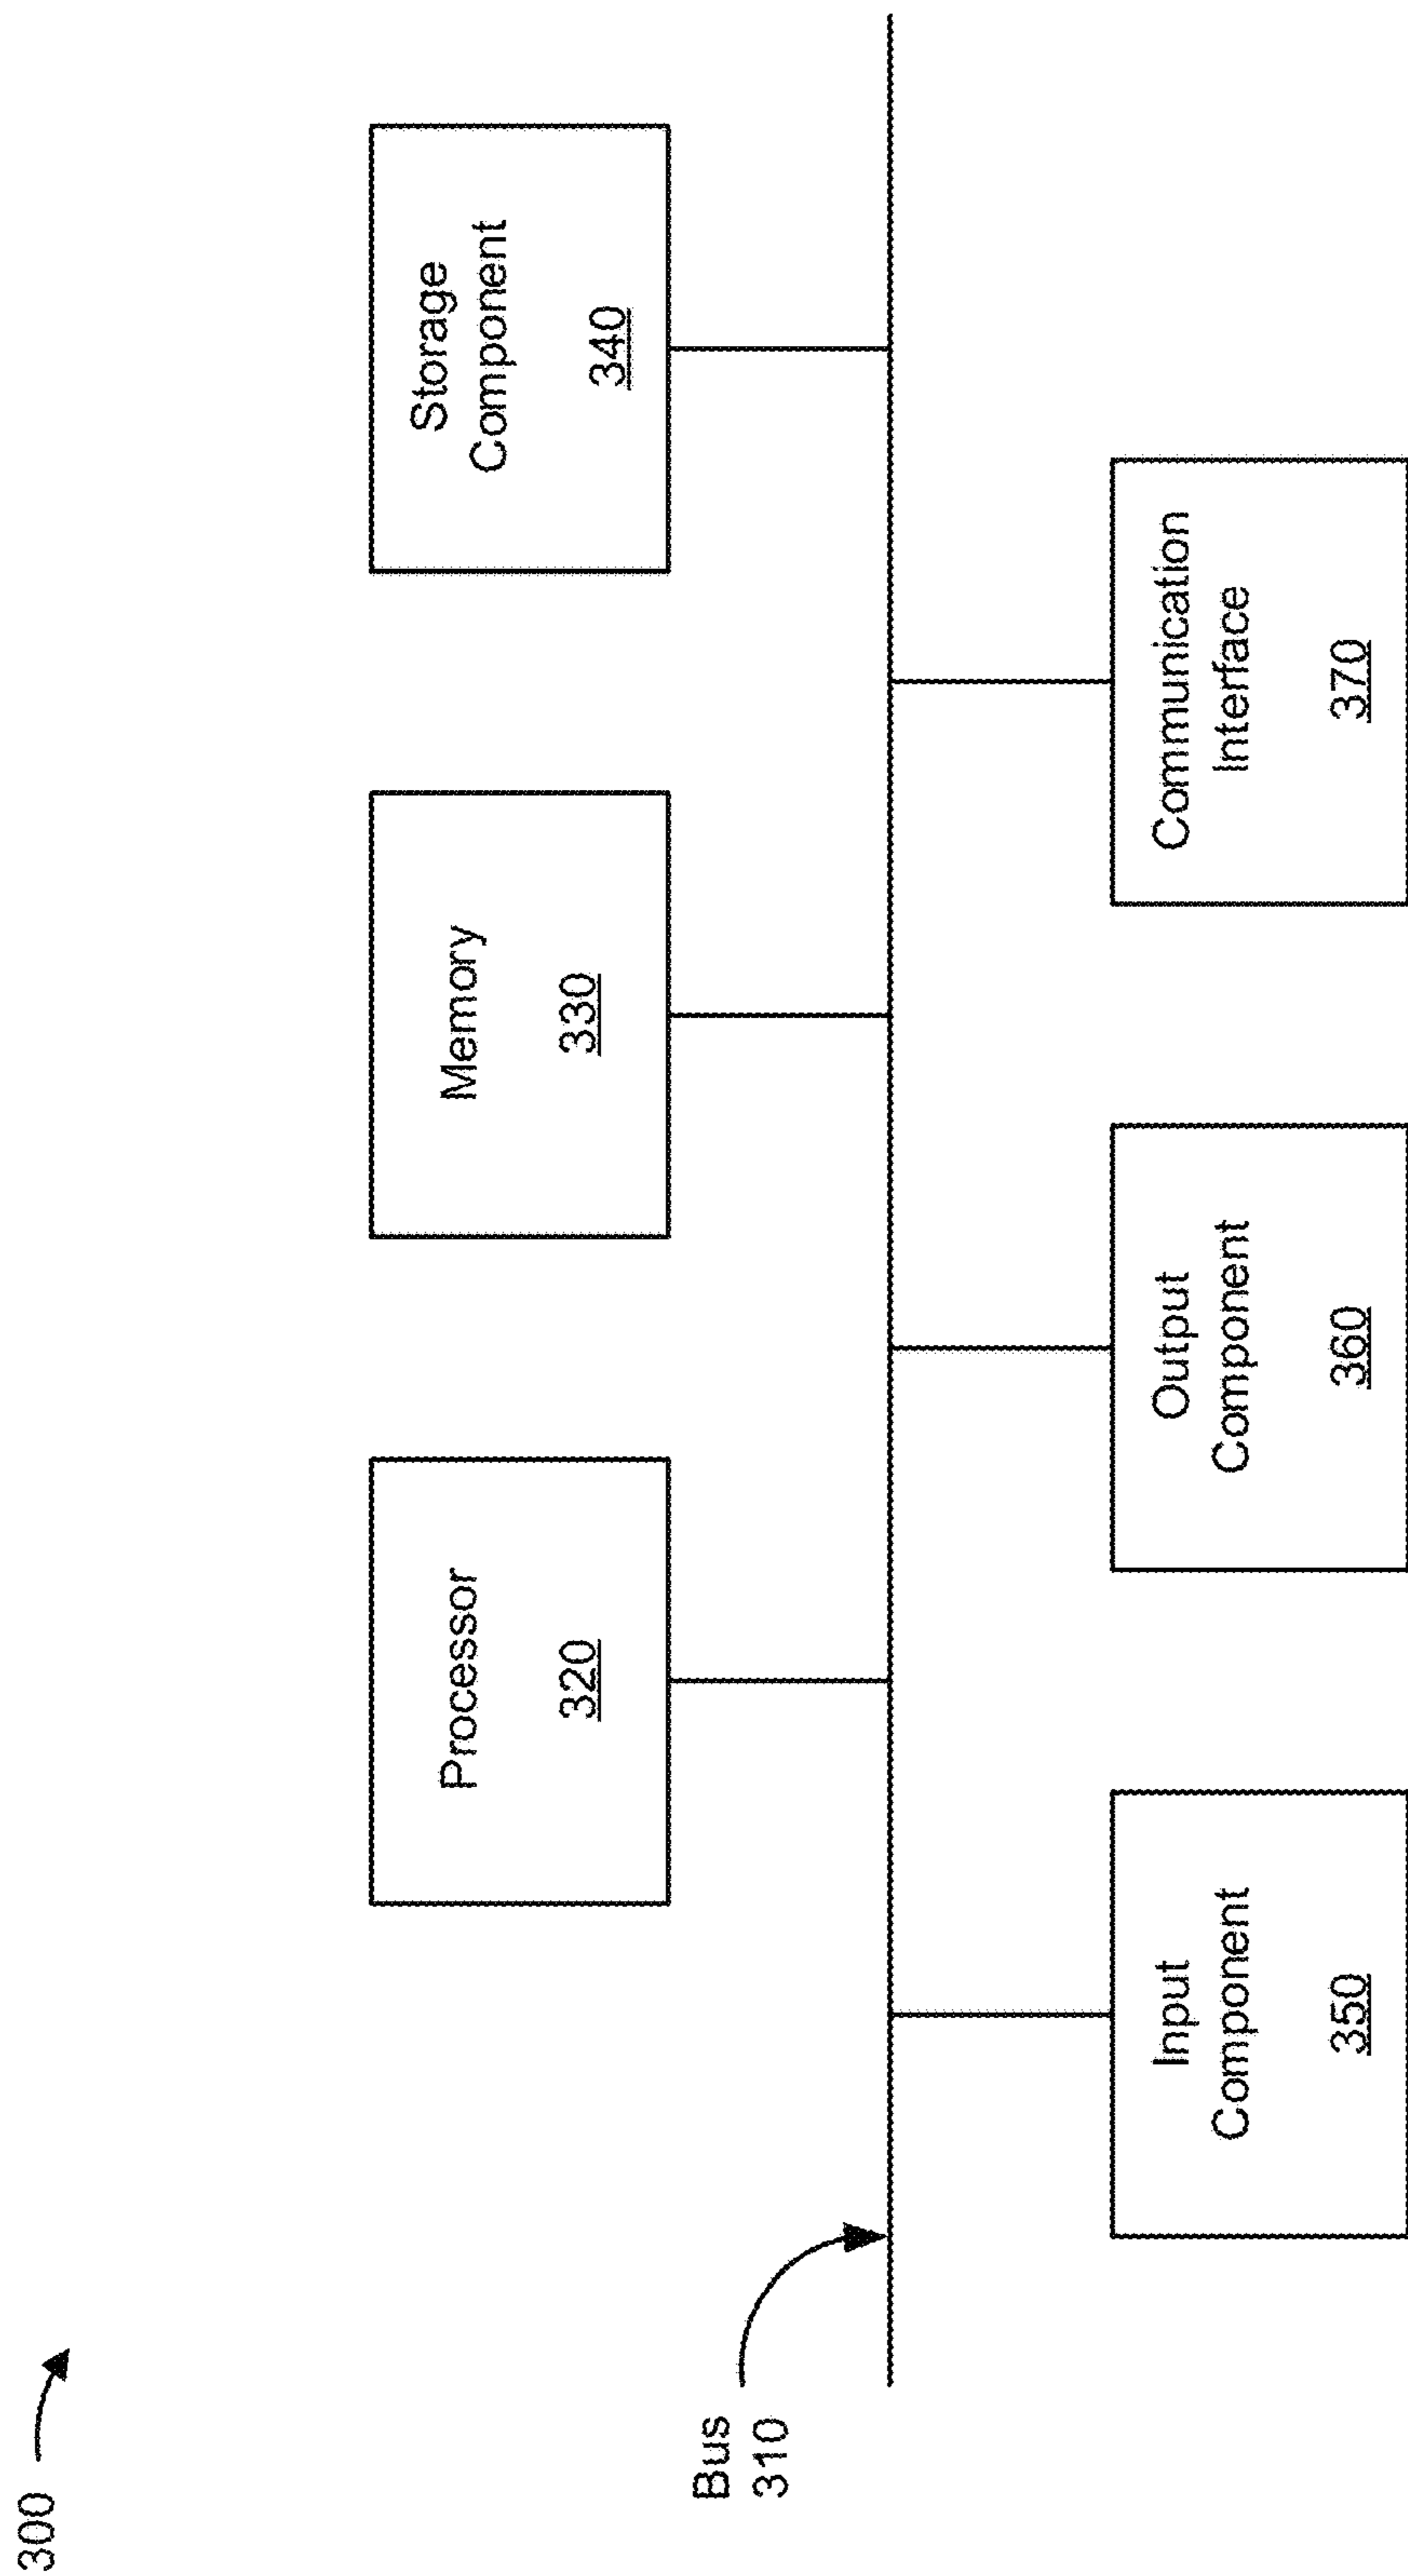 300
Processor
320
Memory
330
Storage
Component
340
Bus
310
Input
Component
350
Output
Component
360
Communication
Interface
370